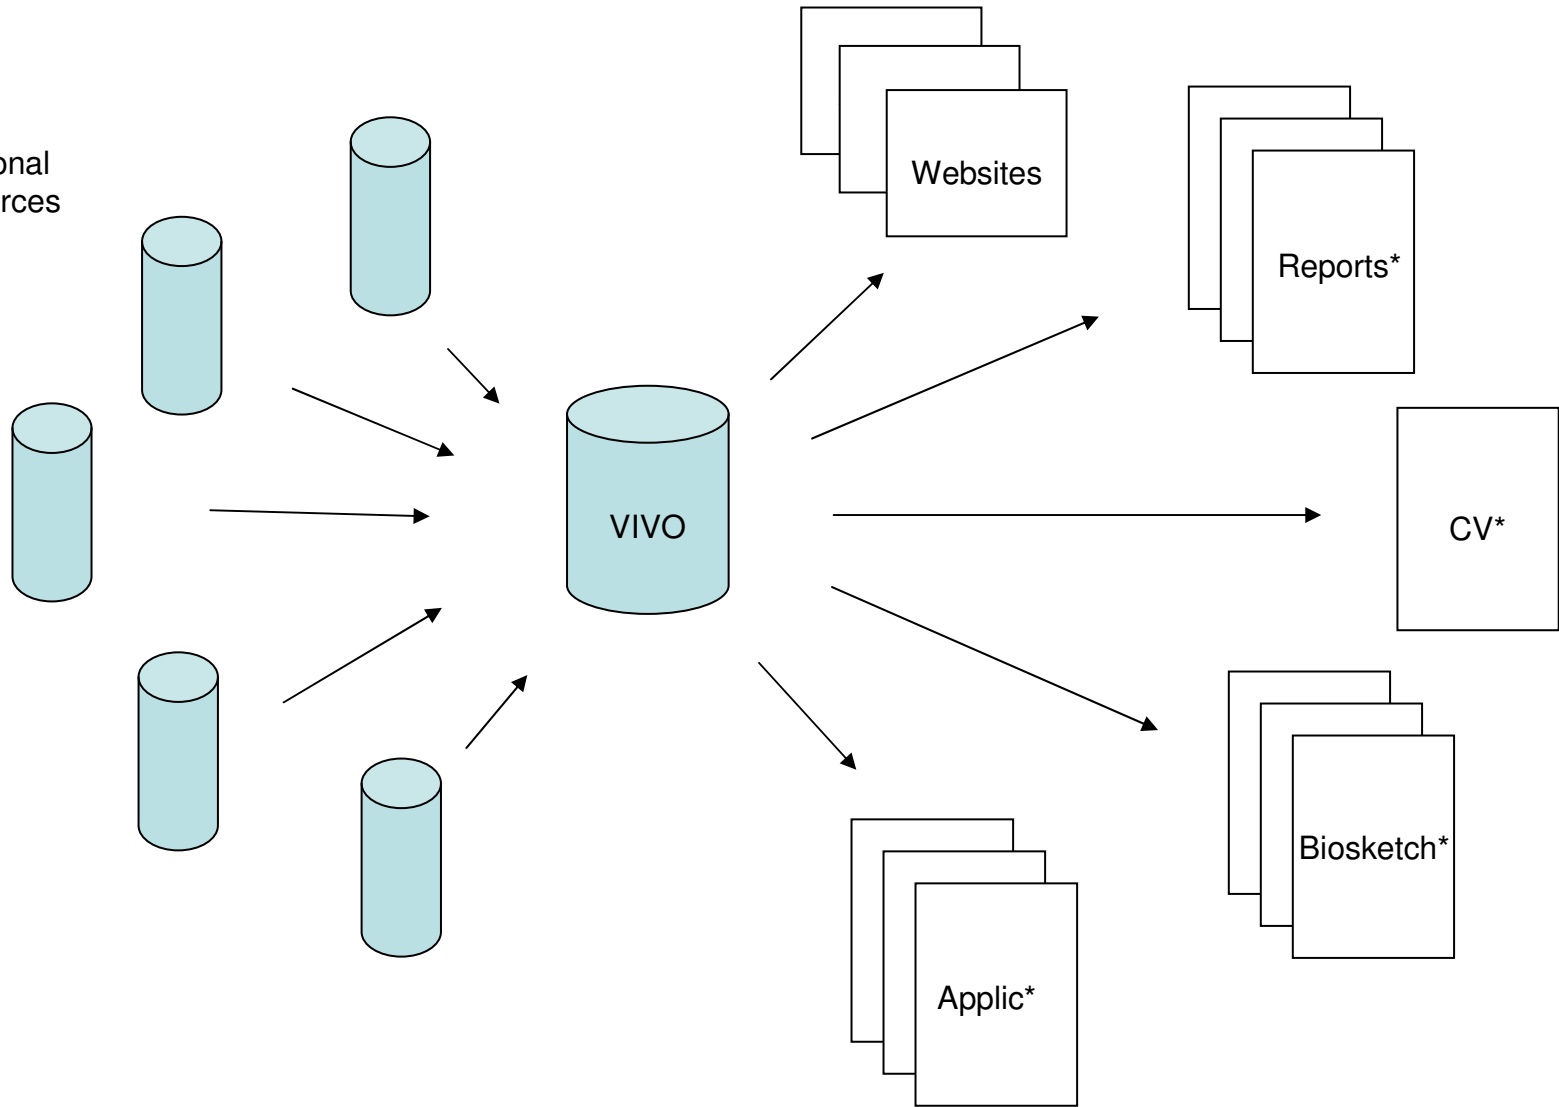 onal
rces
Websites
Reports*
VIVO
CV*
Biosketch*
Applic*